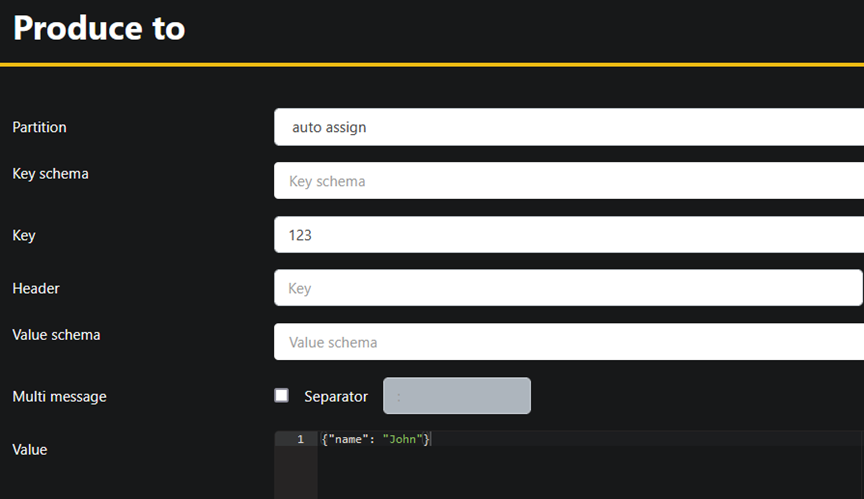 Produce to
Partition auto assign
Key schema Key schema
Key 123
Header Key
Value schema Value schema
Multi message Separator :
Value 1 {"name": "John"}